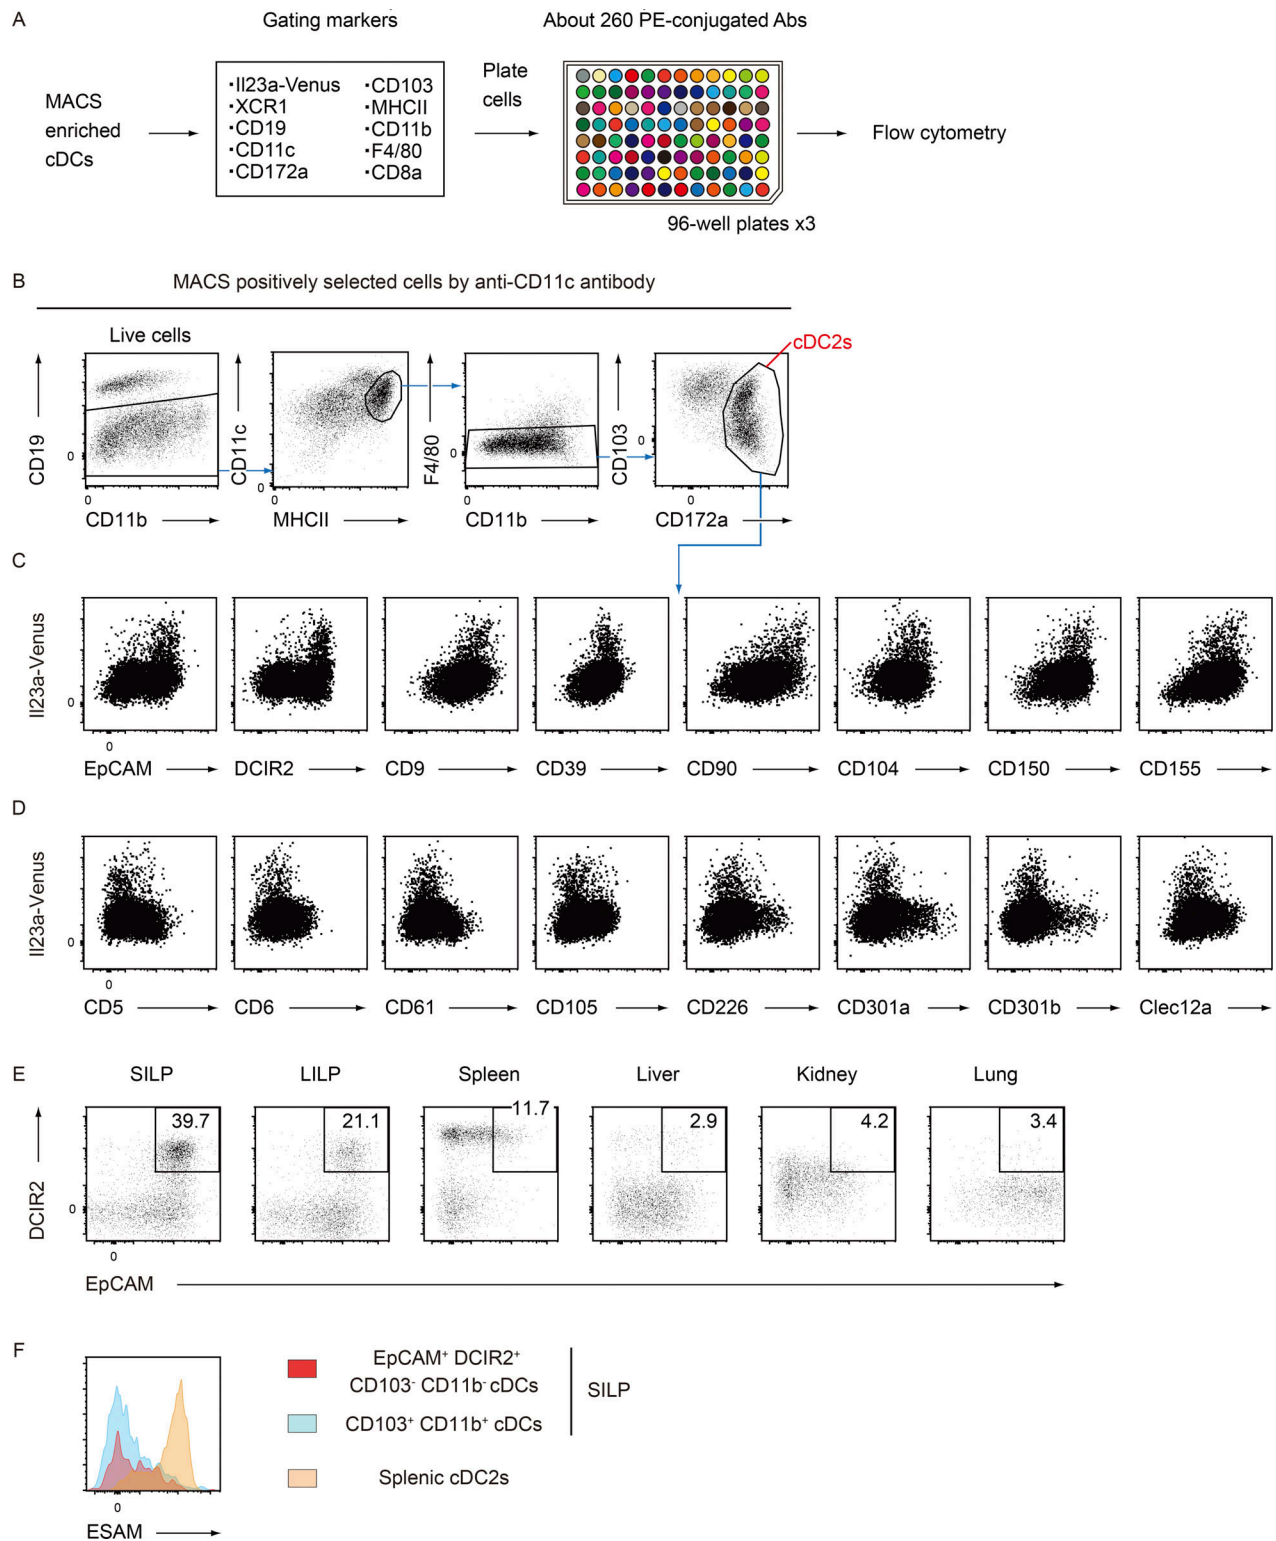 A
Gating markers
About 260 PE-conjugated Abs
MACS
enriched
cDCs
·Il23a-Venus
·XCR1
·CD19
·CD11c
·CD172a
·CD103
·MHCII
·CD11b
·F4/80
·CD8a
Plate
cells
Flow cytometry
96-well plates x3
B
MACS positively selected cells by anti-CD11c antibody
Live cells
cDC2s
CD19
0
0
CD11b
CD11c
0
0
MHCII
F4/80
0
0
CD11b
CD103
0
0
CD172a
C
Il23a-Venus
0
0
EpCAM
DCIR2
CD9
CD39
CD90
CD104
CD150
CD155
D
Il23a-Venus
0
0
CD5
CD6
CD61
CD105
CD226
CD301a
CD301b
Clec12a
E
SILP
LILP
Spleen
Liver
Kidney
Lung
39.7
21.1
11.7
2.9
4.2
3.4
DCIR2
0
0
EpCAM
F
EpCAM⁺ DCIR2⁺
CD103⁻ CD11b⁻ cDCs
CD103⁺ CD11b⁺ cDCs
SILP
Splenic cDC2s
0
ESAM